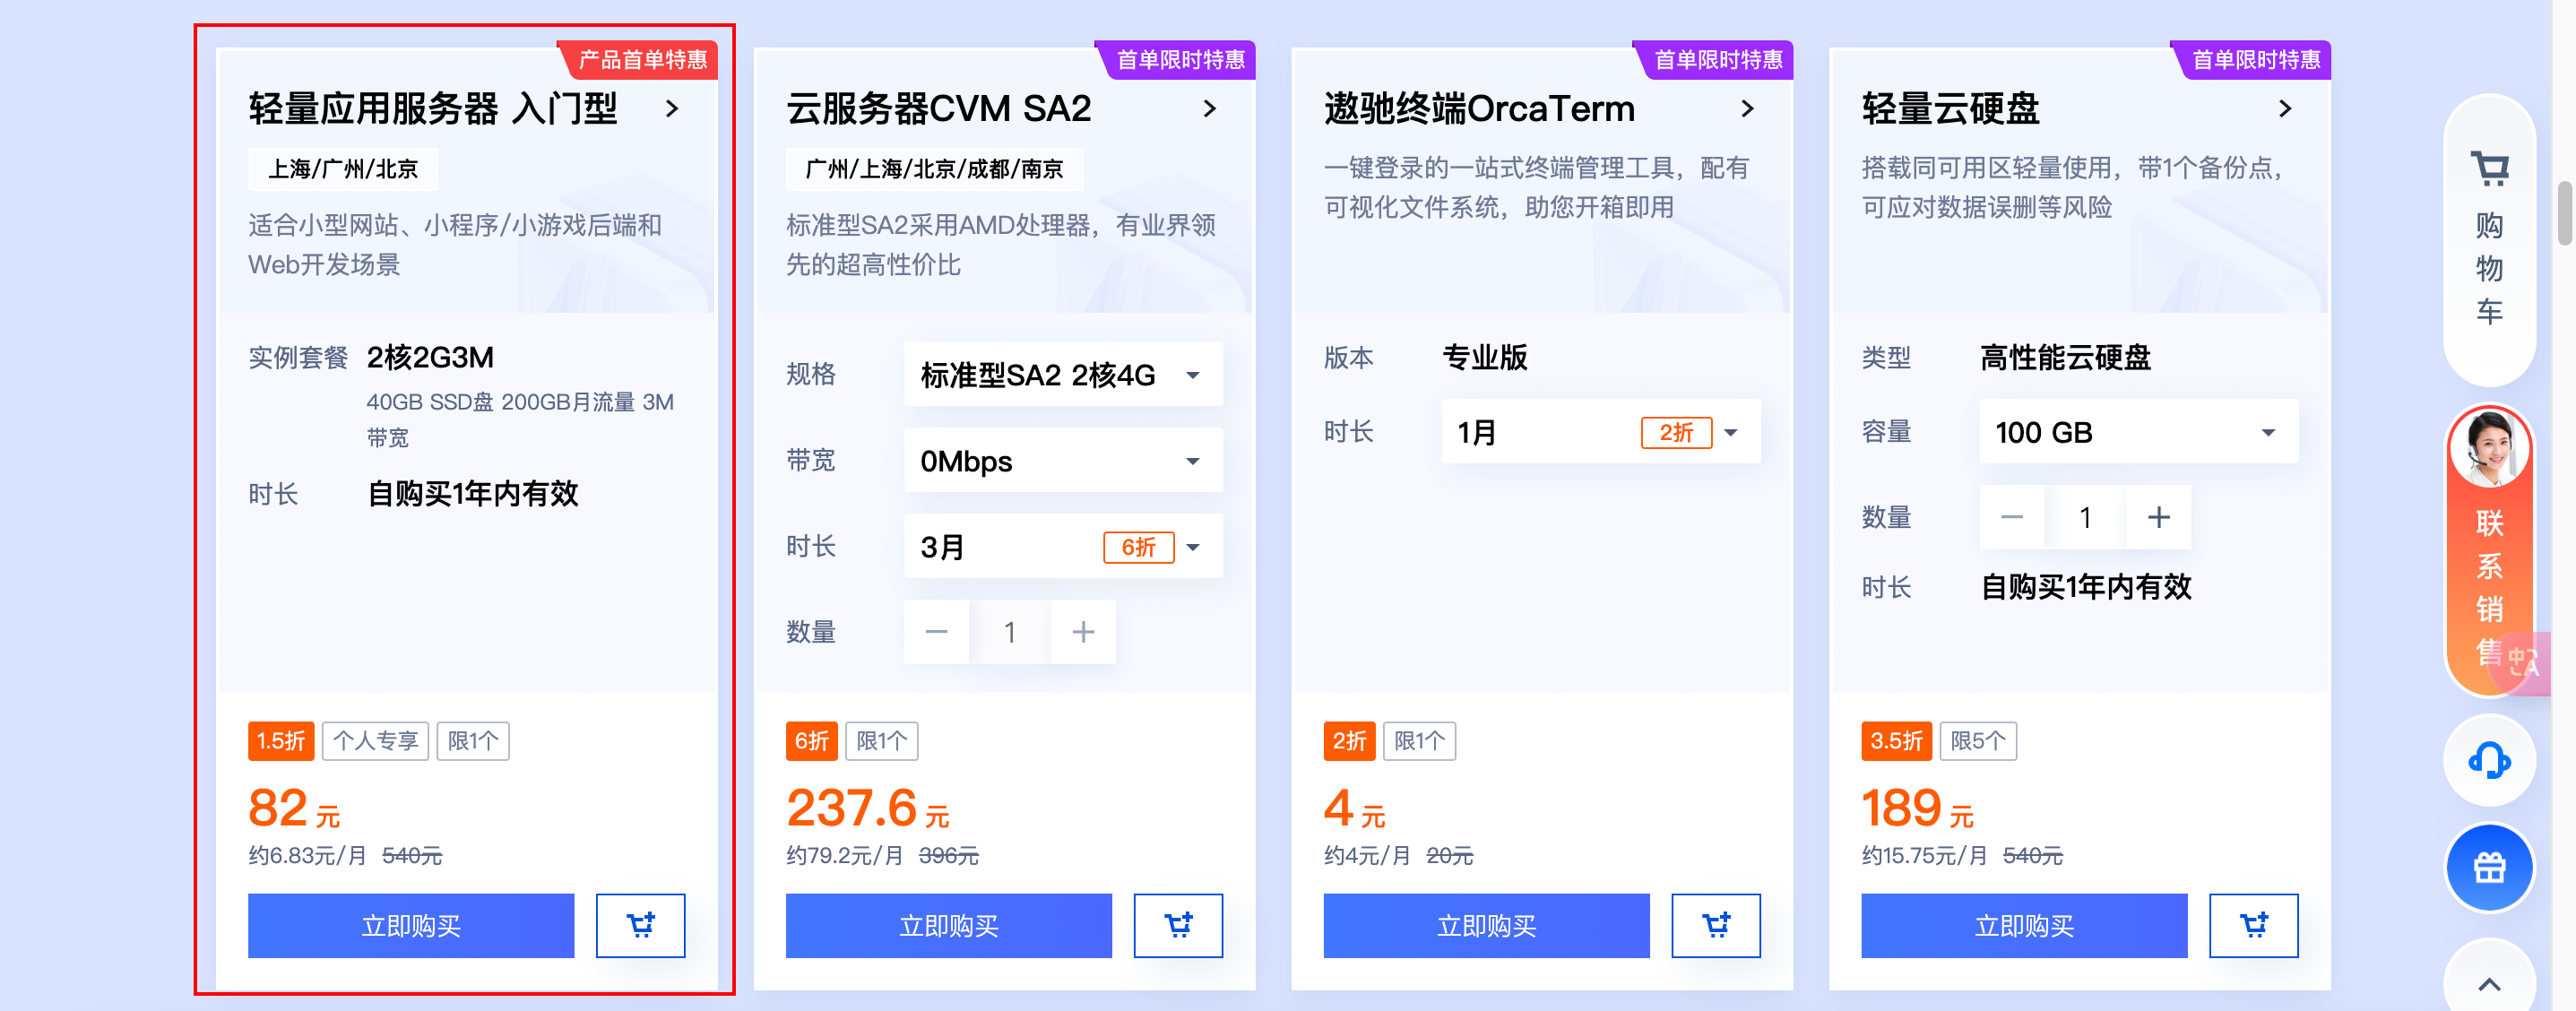 产品首单特惠
轻量应用服务器 入门型
上海/广州/北京
适合小型网站、小程序/小游戏后端和
Web开发场景
实例套餐 2核2G3M
40GB SSD盘 200GB月流量 3M
带宽
时长 自购买1年内有效
1.5折 个人专享 限1个
82 元
约6.83元/月 540元
立即购买
首单限时特惠
云服务器CVM SA2
广州/上海/北京/成都/南京
标准型SA2采用AMD处理器，有业界领
先的超高性价比
规格 标准型SA2 2核4G
带宽 0Mbps
时长 3月 6折
数量 1
6折 限1个
237.6 元
约79.2元/月 396元
立即购买
首单限时特惠
遨驰终端OrcaTerm
一键登录的一站式终端管理工具，配有
可视化文件系统，助您开箱即用
版本 专业版
时长 1月 2折
2折 限1个
4 元
约4元/月 20元
立即购买
首单限时特惠
轻量云硬盘
搭载同可用区轻量使用，带1个备份点，
可应对数据误删等风险
类型 高性能云硬盘
容量 100 GB
数量 1
时长 自购买1年内有效
3.5折 限5个
189 元
约15.75元/月 540元
立即购买
购
物
车
联
系
销
售
中 A